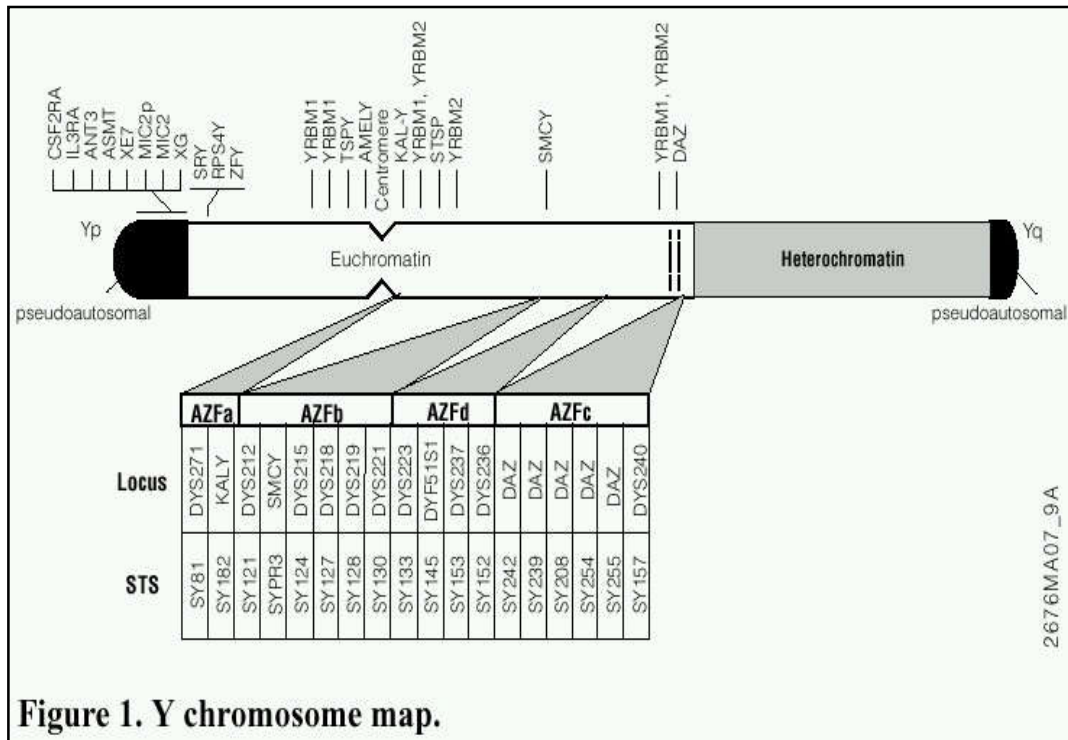 CSF2RA
IL3RA
ANT3
ASMT
XE7
MIC2p
MIC2
XG
SRY
RPS4Y
ZFY
YRBM1
YRBM1
TSPY
AMELY
Centromere
KAL-Y
YRBM1, YRBM2
STSP
YRBM2
SMCY
YRBM1, YRBM2
DAZ
Yp
Yq
Euchromatin
Heterochromatin
pseudoautosomal
pseudoautosomal
AZFa AZFb AZFd AZFc
Locus
DYS271
KALY
DYS212
SMCY
DYS215
DYS218
DYS219
DYS221
DYS223
DYF51S1
DYS237
DYS236
DAZ
DAZ
DAZ
DAZ
DAZ
DYS240
STS
SY81
SY182
SY121
SYPR3
SY124
SY127
SY128
SY130
SY133
SY145
SY153
SY152
SY242
SY239
SY208
SY254
SY255
SY157
2676MA07_9A
Figure 1. Y chromosome map.